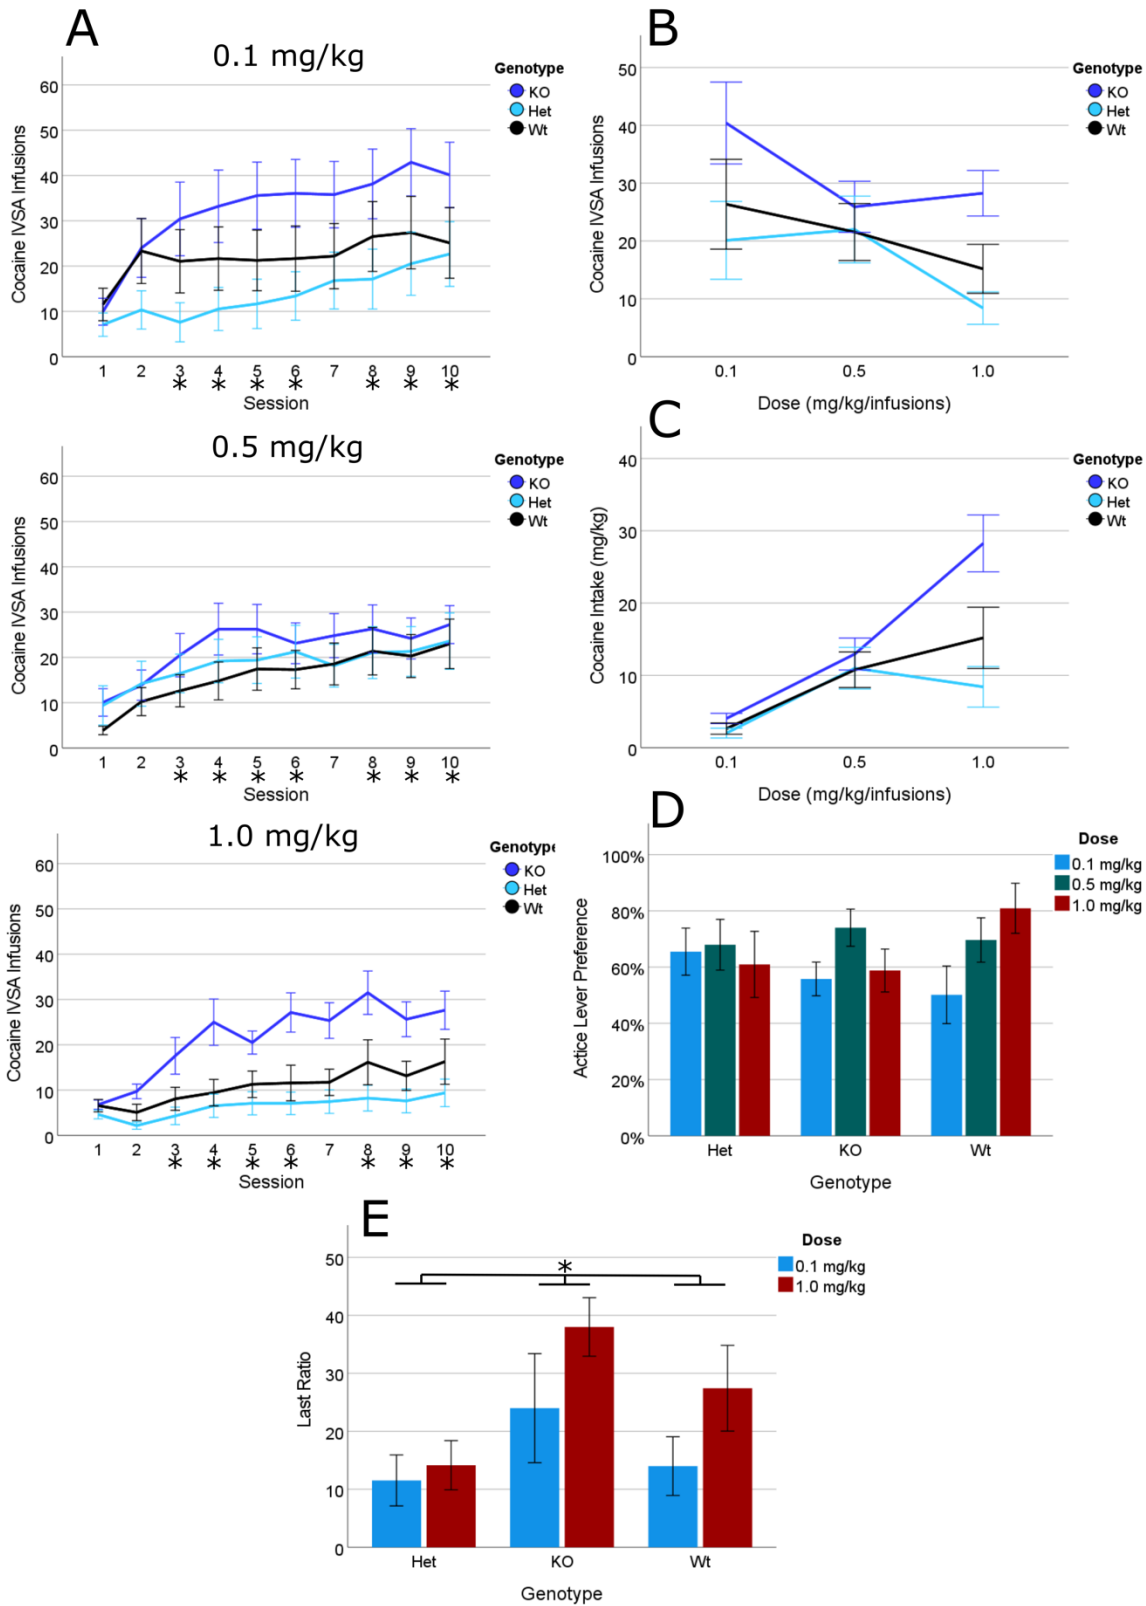 A
0.1 mg/kg
Genotype
KO
Het
Wt
Cocaine IVSA Infusions
60
50
40
30
20
10
0
1 2 3 4 5 6 7 8 9 10
* * * * * * *
Session
B
Genotype
KO
Het
Wt
Cocaine IVSA Infusions
50
40
30
20
10
0
0.1 0.5 1.0
Dose (mg/kg/infusions)
0.5 mg/kg
Genotype
KO
Het
Wt
Cocaine IVSA Infusions
60
50
40
30
20
10
0
1 2 3 4 5 6 7 8 9 10
* * * * * * *
Session
C
Genotype
KO
Het
Wt
Cocaine Intake (mg/kg)
40
30
20
10
0
0.1 0.5 1.0
Dose (mg/kg/infusions)
1.0 mg/kg
Genotype
KO
Het
Wt
Cocaine IVSA Infusions
60
50
40
30
20
10
0
1 2 3 4 5 6 7 8 9 10
* * * * * * *
Session
D
Dose
0.1 mg/kg
0.5 mg/kg
1.0 mg/kg
Actice Lever Preference
100%
80%
60%
40%
20%
0%
Het KO Wt
Genotype
E
Dose
0.1 mg/kg
1.0 mg/kg
*
Last Ratio
50
40
30
20
10
0
Het KO Wt
Genotype